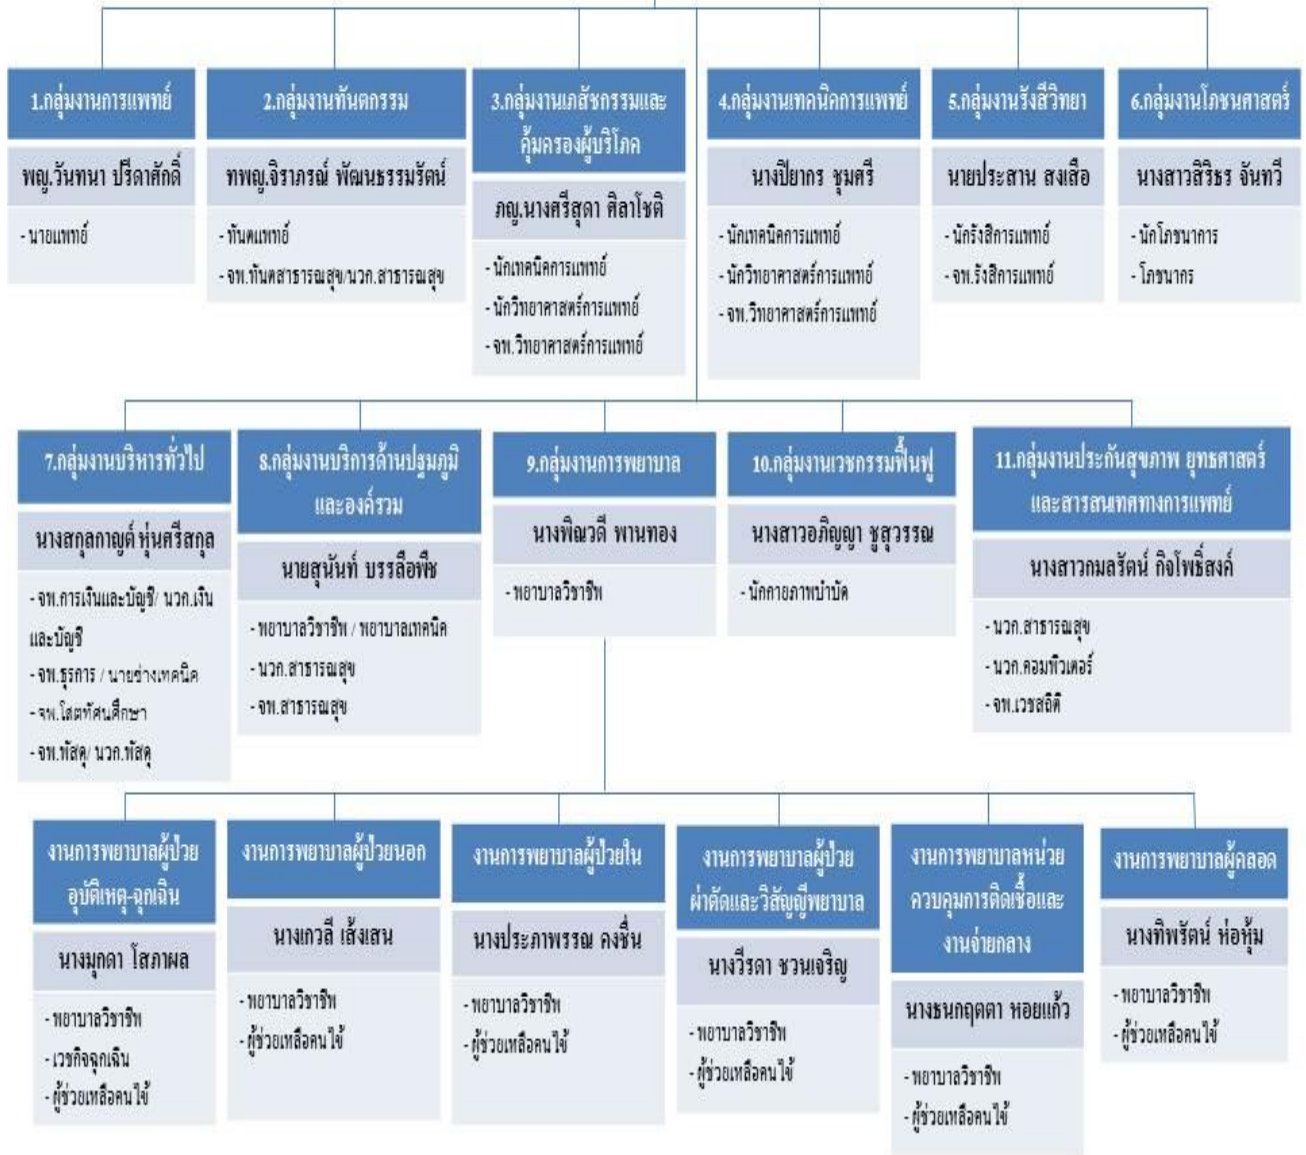 1.กลุ่มงานการแพทย์
พญ.วันทนา ปรีดาศักดิ์
- นายแพทย์
2.กลุ่มงานทันตกรรม
ทพญ.จิราภรณ์ พัฒนธรรมรัตน์
- ทันตแพทย์
- จพ.ทันตสาธารณสุข/นวก.สาธารณสุข
3.กลุ่มงานเภสัชกรรมและ
คุ้มครองผู้บริโภค
ภญ.นางศรีสุดา ศิลาโชติ
- นักเทคนิคการแพทย์
- นักวิทยาศาสตร์การแพทย์
- จพ.วิทยาศาสตร์การแพทย์
4.กลุ่มงานเทคนิคการแพทย์
นางปิยากร ชุมศรี
- นักเทคนิคการแพทย์
- นักวิทยาศาสตร์การแพทย์
- จพ.วิทยาศาสตร์การแพทย์
5.กลุ่มงานรังสีวิทยา
นายประสาน สงเสือ
- นักรังสีการแพทย์
- จพ.รังสีการแพทย์
6.กลุ่มงานโภชนศาสตร์
นางสาวสิริธร จันทวี
- นักโภชนาการ
- โภชนากร
7.กลุ่มงานบริหารทั่วไป
นางสกุลกาญต์ หุ่นศรีสกุล
- จพ.การเงินและบัญชี/ นวก.เงิน
และบัญชี
- จพ.ธุรการ / นายช่างเทคนิค
- จพ.โสตทัศนศึกษา
- จพ.พัสดุ/ นวก.พัสดุ
8.กลุ่มงานบริการด้านปฐมภูมิ
และองค์รวม
นายสุนันท์ บรรลือพืช
- พยาบาลวิชาชีพ / พยาบาลเทคนิค
- นวก.สาธารณสุข
- จพ.สาธารณสุข
9.กลุ่มงานการพยาบาล
นางพิณวดี พานทอง
- พยาบาลวิชาชีพ
10.กลุ่มงานเวชกรรมฟื้นฟู
นางสาวอภิญญา ชูสุวรรณ
- นักกายภาพบำบัด
11.กลุ่มงานประกันสุขภาพ ยุทธศาสตร์
และสารสนเทศทางการแพทย์
นางสาวกมลรัตน์ กิจโพธิ์สงค์
- นวก.สาธารณสุข
- นวก.คอมพิวเตอร์
- จพ.เวชสถิติ
งานการพยาบาลผู้ป่วย
อุบัติเหตุ-ฉุกเฉิน
นางมุกดา โสภาผล
- พยาบาลวิชาชีพ
- เวชกิจฉุกเฉิน
- ผู้ช่วยเหลือคนไข้
งานการพยาบาลผู้ป่วยนอก
นางเกวลี เส้งเสน
- พยาบาลวิชาชีพ
- ผู้ช่วยเหลือคนไข้
งานการพยาบาลผู้ป่วยใน
นางประภาพรรณ คงชื่น
- พยาบาลวิชาชีพ
- ผู้ช่วยเหลือคนไข้
งานการพยาบาลผู้ป่วย
ผ่าตัดและวิสัญญีพยาบาล
นางวีรดา ชวนเจริญ
- พยาบาลวิชาชีพ
- ผู้ช่วยเหลือคนไข้
งานการพยาบาลหน่วย
ควบคุมการติดเชื้อและ
งานจ่ายกลาง
นางธนกฤตตา หอยแก้ว
- พยาบาลวิชาชีพ
- ผู้ช่วยเหลือคนไข้
งานการพยาบาลผู้คลอด
นางทิพรัตน์ ห่อหุ้ม
- พยาบาลวิชาชีพ
- ผู้ช่วยเหลือคนไข้